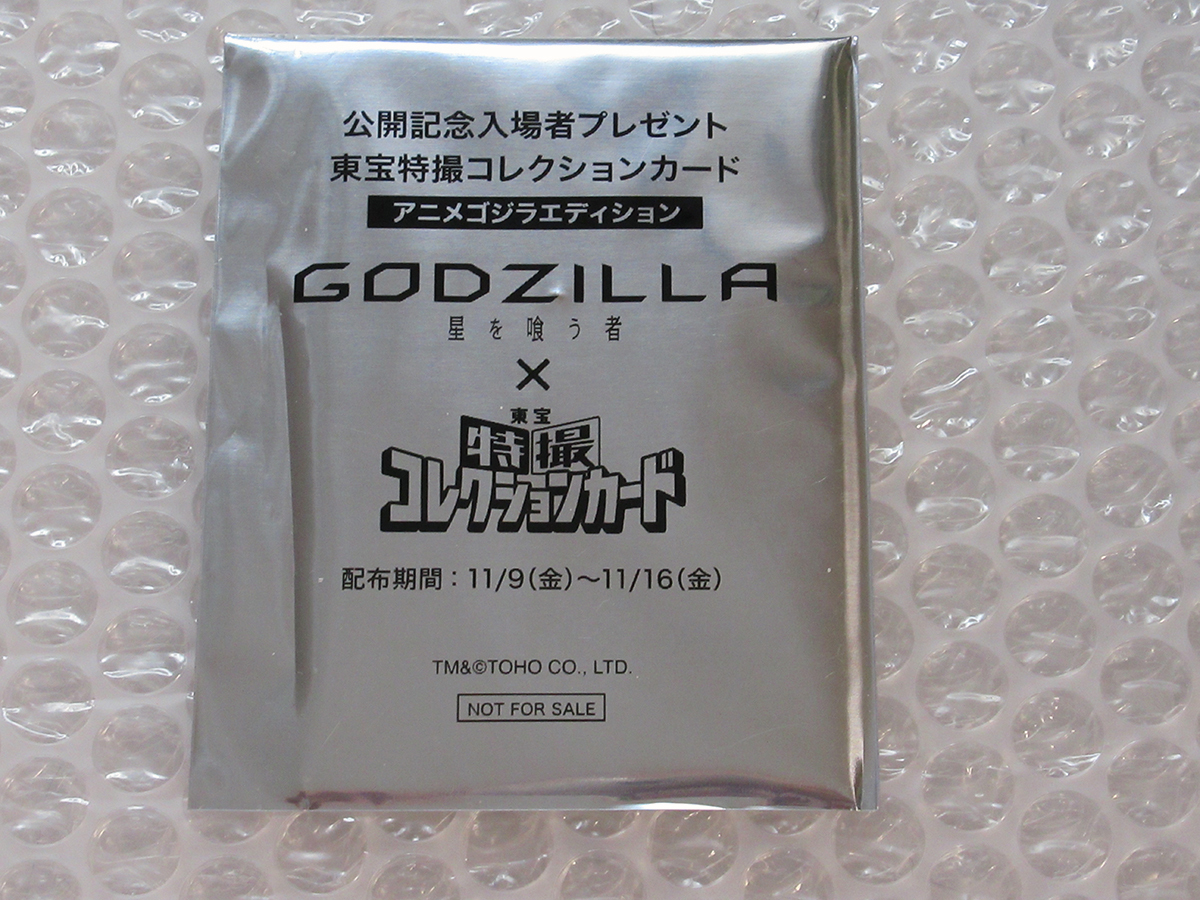 公開記念入場者プレゼント
東宝特撮コレクションカード
アニメゴジラエディション
GODZILLA
星を喰う者
×
東宝
特撮
コレクションカード
配布期間：11/9(金)～11/16(金)
TM&©TOHO CO., LTD.
NOT FOR SALE